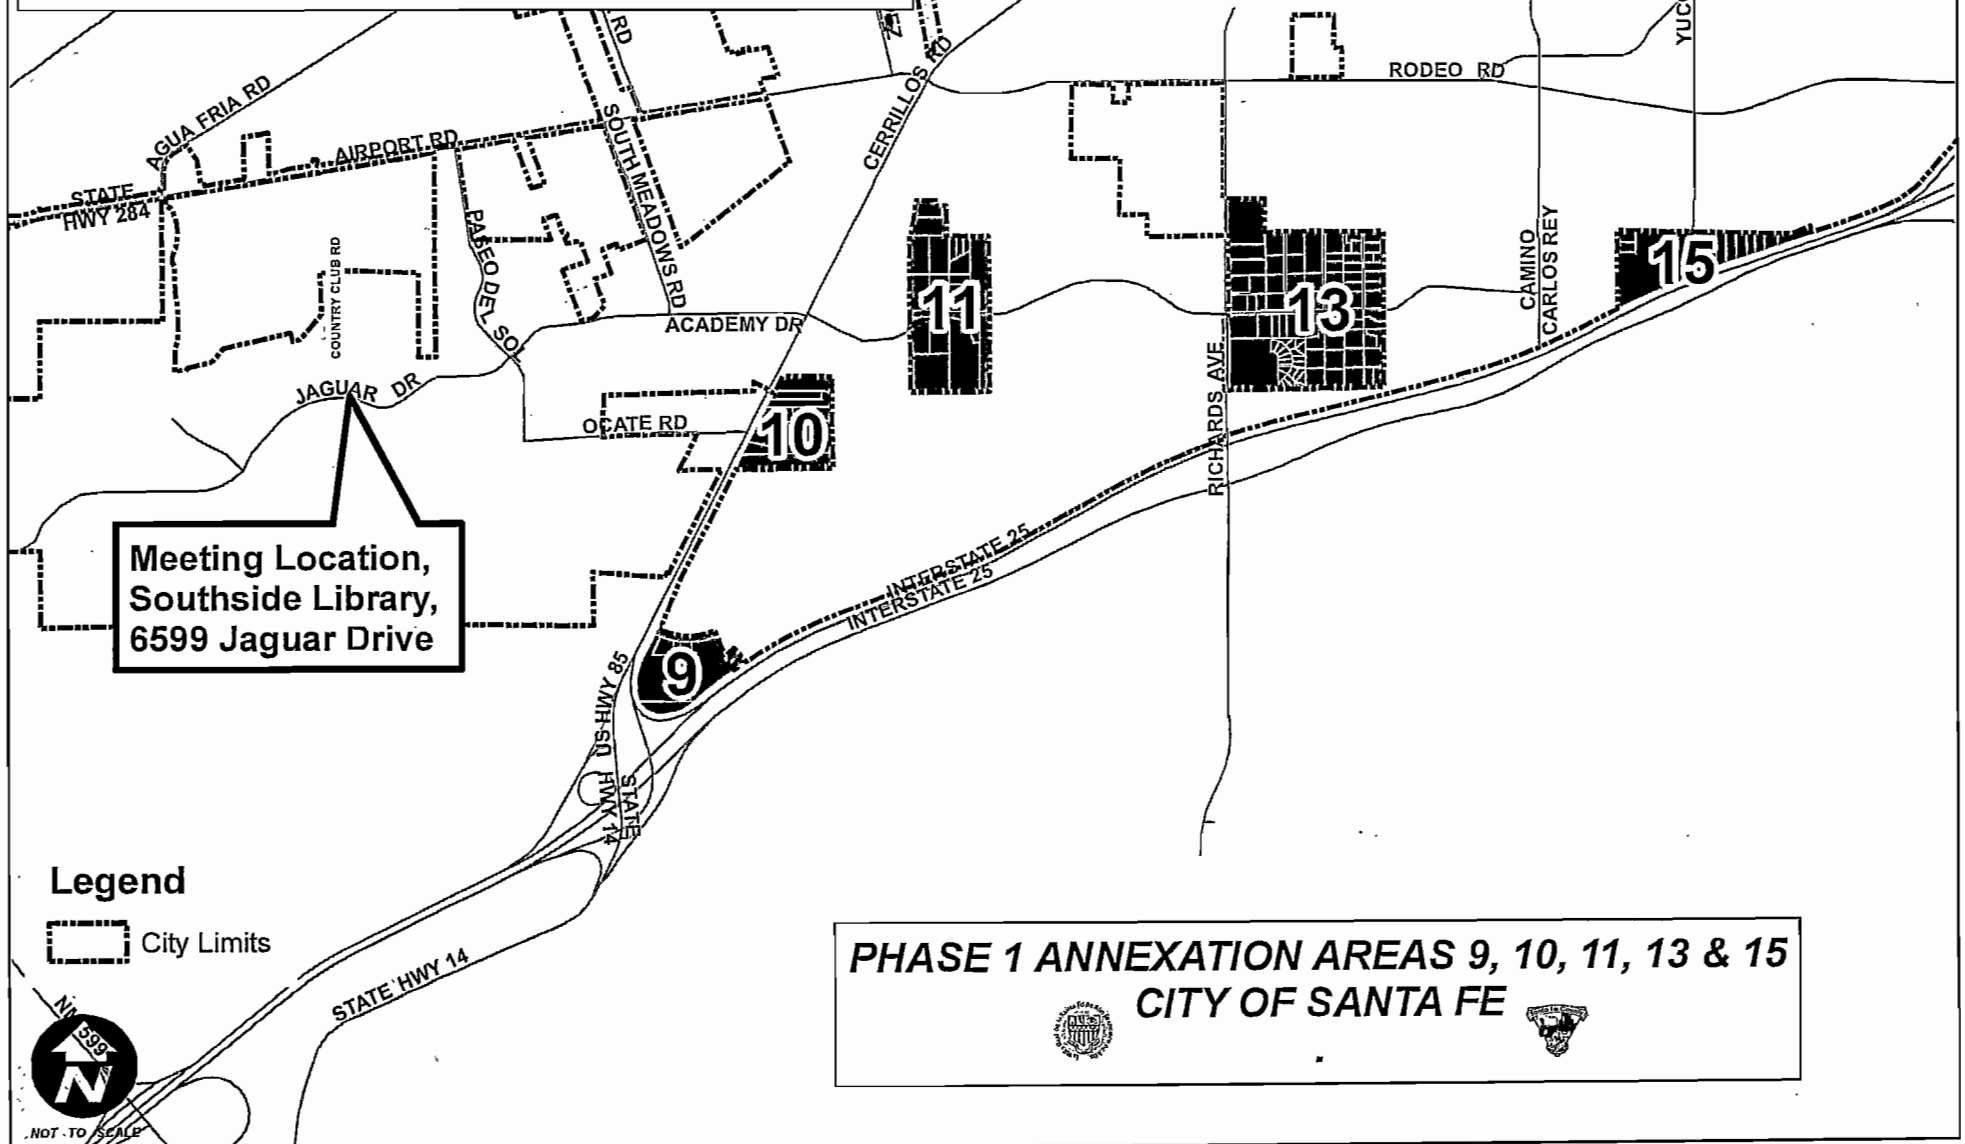 RD
CERRILLOS RD
YUCC
RODEO RD
AGUA FRIA RD
AIRPORT RD
STATE
HWY 284
SOUTH MEADOWS RD
PASEO DEL SOL
COUNTRY CLUB RD
ACADEMY DR
JAGUAR DR
OCATE RD
10
11
13
15
CAMINO
CARLOS REY
RICHARDS AVE
INTERSTATE 25
INTERSTATE 25
Meeting Location,
Southside Library,
6599 Jaguar Drive
9
US HWY 85
STATE
HWY 14
Legend
City Limits
STATE HWY 14
NM 599
N
NOT TO SCALE
PHASE 1 ANNEXATION AREAS 9, 10, 11, 13 & 15
CITY OF SANTA FE